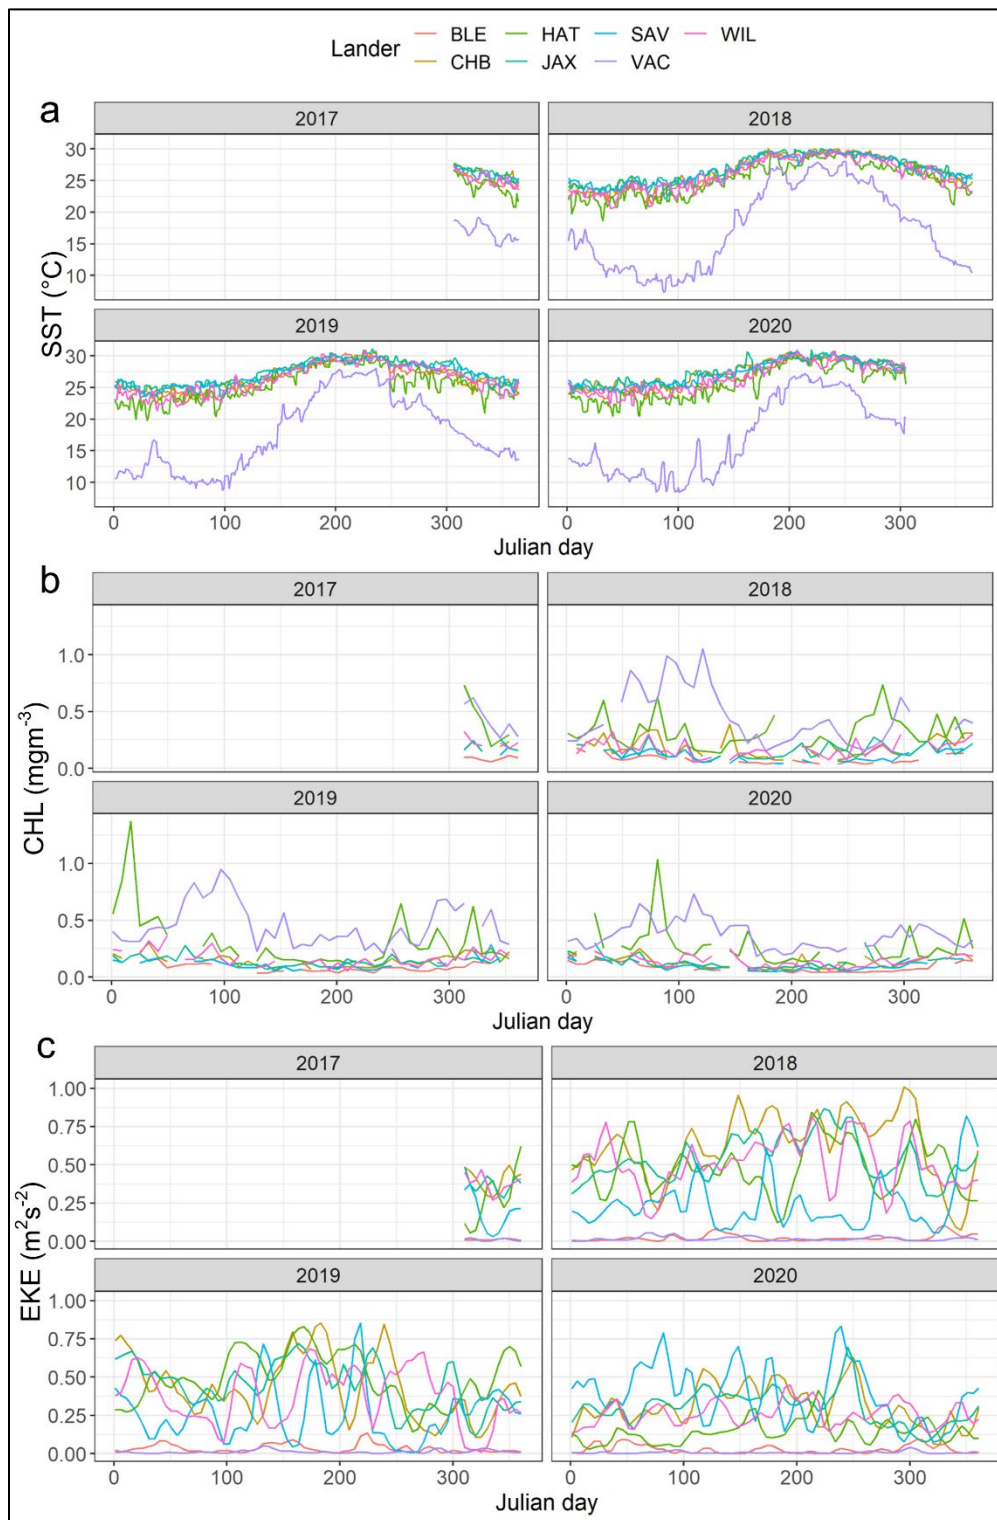 Lander BLE HAT SAV WIL
CHB JAX VAC
a
2017 2018
30
25
20
15
10
2019 2020
30
25
20
15
10
SST (°C)
0 100 200 300 0 100 200 300
Julian day
b
2017 2018
1.0
0.5
0.0
2019 2020
1.0
0.5
0.0
CHL (mgm⁻³)
0 100 200 300 0 100 200 300
Julian day
c
2017 2018
1.00
0.75
0.50
0.25
0.00
2019 2020
1.00
0.75
0.50
0.25
0.00
EKE (m²s⁻²)
0 100 200 300 0 100 200 300
Julian day